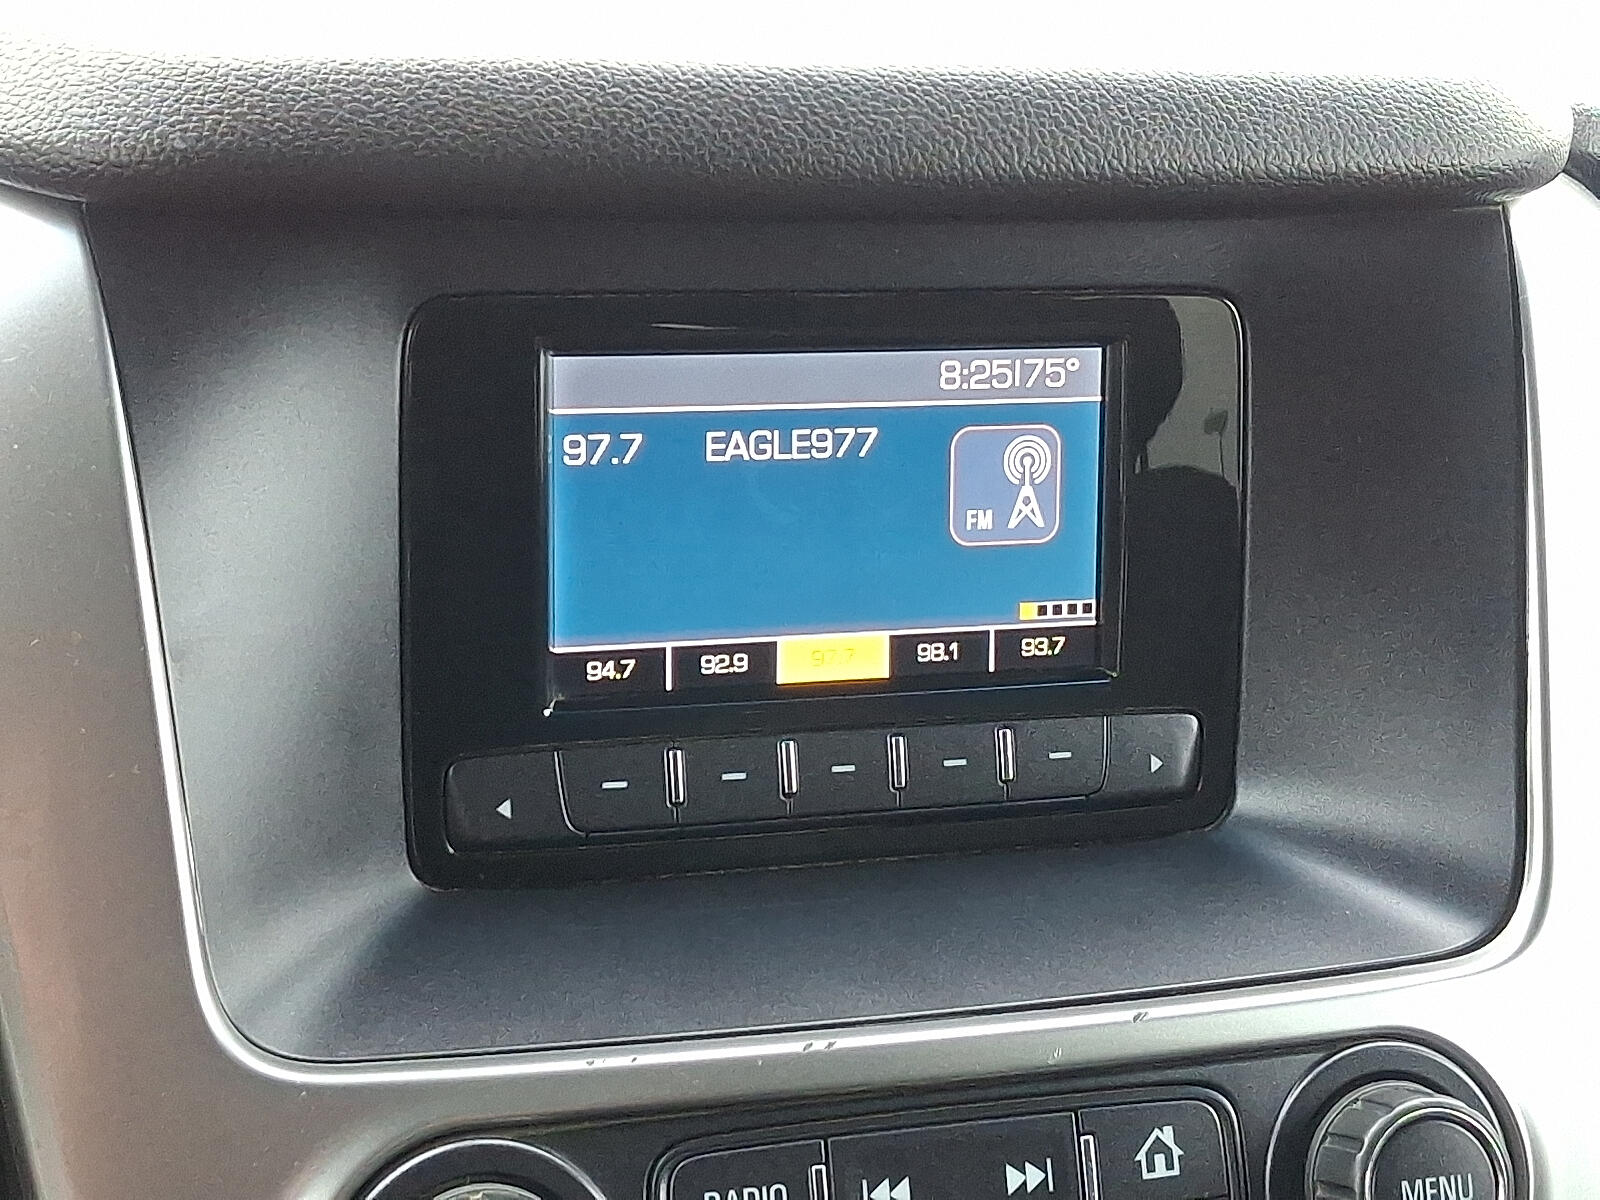 8:25|75°
97.7 EAGLE977
FM
94.7 92.9 97.7 98.1 93.7
RADIO
MENU